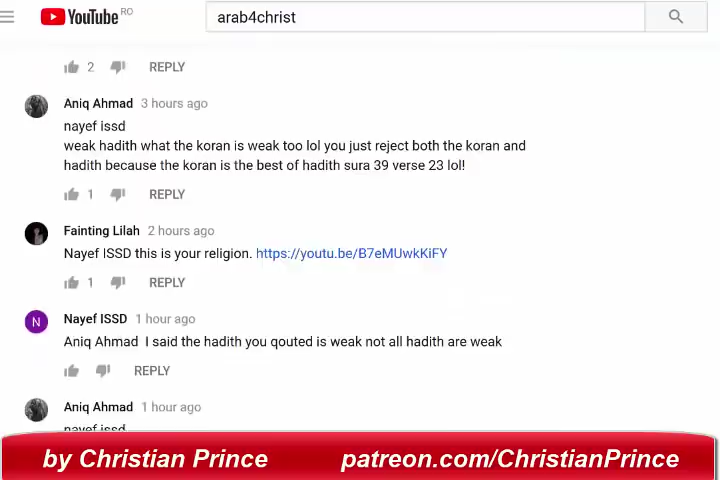 YouTube RO
arab4christ
2 REPLY
Aniq Ahmad 3 hours ago
nayef issd
weak hadith what the koran is weak too lol you just reject both the koran and
hadith because the koran is the best of hadith sura 39 verse 23 lol!
1 REPLY
Fainting Lilah 2 hours ago
Nayef ISSD this is your religion. https://youtu.be/B7eMUwkKiFY
1 REPLY
N
Nayef ISSD 1 hour ago
Aniq Ahmad I said the hadith you qouted is weak not all hadith are weak
REPLY
Aniq Ahmad 1 hour ago
nayef issd
by Christian Prince patreon.com/ChristianPrince